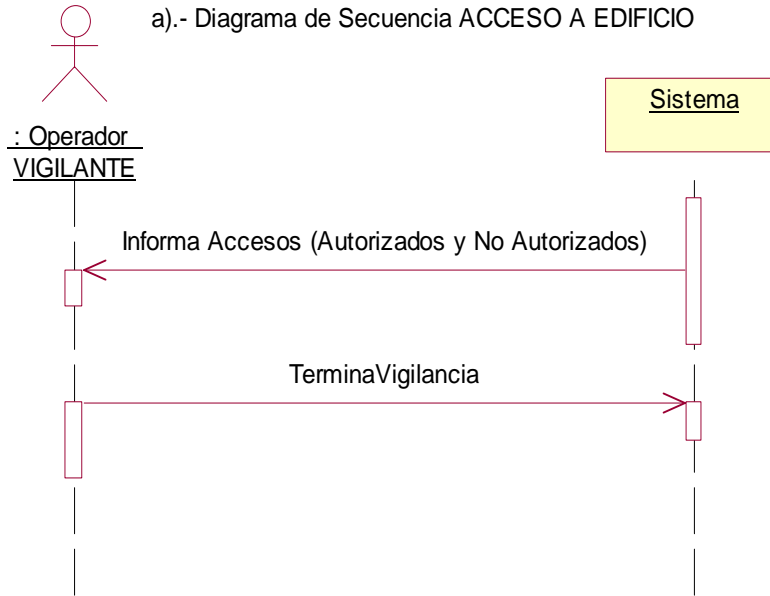 a).- Diagrama de Secuencia ACCESO A EDIFICIO
Sistema
: Operador
VIGILANTE
Informa Accesos (Autorizados y No Autorizados)
TerminaVigilancia